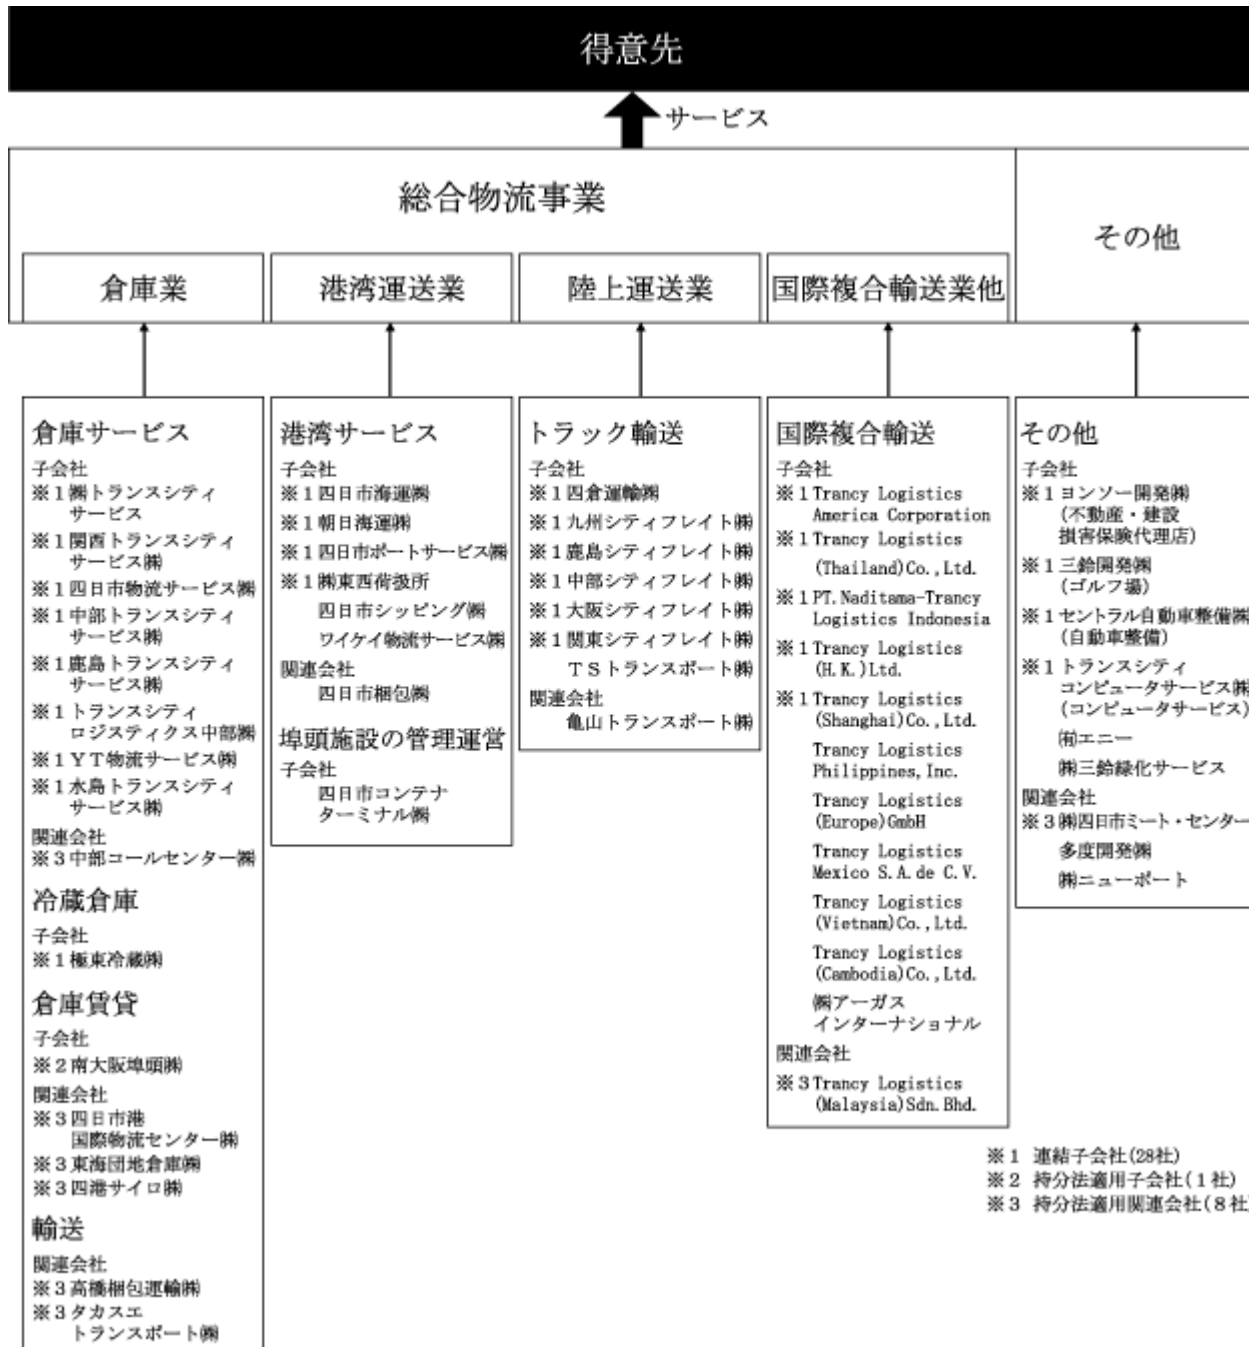 得意先
サービス
総合物流事業
その他
倉庫業
港湾運送業
陸上運送業
国際複合輸送業他
倉庫サービス
子会社
※1㈱トランスシティ
サービス
※1関西トランスシティ
サービス㈱
※1四日市物流サービス㈱
※1中部トランスシティ
サービス㈱
※1鹿島トランスシティ
サービス㈱
※1トランスシティ
ロジスティクス中部㈱
※1YT物流サービス㈱
※1水島トランスシティ
サービス㈱
関連会社
※3中部コールセンター㈱
冷蔵倉庫
子会社
※1極東冷蔵㈱
倉庫賃貸
子会社
※2南大阪埠頭㈱
関連会社
※3四日市港
国際物流センター㈱
※3東海団地倉庫㈱
※3四港サイロ㈱
輸送
関連会社
※3高橋梱包運輸㈱
※3タカスエ
トランスポート㈱
港湾サービス
子会社
※1四日市海運㈱
※1朝日海運㈱
※1四日市ポートサービス㈱
※1㈱東西荷扱所
四日市シッピング㈱
ワイケイ物流サービス㈱
関連会社
四日市梱包㈱
埠頭施設の管理運営
子会社
四日市コンテナ
ターミナル㈱
トラック輸送
子会社
※1四倉運輸㈱
※1九州シティフレイト㈱
※1鹿島シティフレイト㈱
※1中部シティフレイト㈱
※1大阪シティフレイト㈱
※1関東シティフレイト㈱
TSトランスポート㈱
関連会社
亀山トランスポート㈱
国際複合輸送
子会社
※1Trancy Logistics
America Corporation
※1Trancy Logistics
(Thailand)Co.,Ltd.
※1PT.Naditama-Trancy
Logistics Indonesia
※1Trancy Logistics
(H.K.)Ltd.
※1Trancy Logistics
(Shanghai)Co.,Ltd.
Trancy Logistics
Philippines,Inc.
Trancy Logistics
(Europe)GmbH
Trancy Logistics
Mexico S.A.de C.V.
Trancy Logistics
(Vietnam)Co.,Ltd.
Trancy Logistics
(Cambodia)Co.,Ltd.
㈱アーガス
インターナショナル
関連会社
※3Trancy Logistics
(Malaysia)Sdn.Bhd.
その他
子会社
※1ヨンソー開発㈱
(不動産・建設
損害保険代理店)
※1三鈴開発㈱
(ゴルフ場)
※1セントラル自動車整備㈱
(自動車整備)
※1トランスシティ
コンピュータサービス㈱
(コンピュータサービス)
㈲エニー
㈱三鈴緑化サービス
関連会社
※3㈱四日市ミート・センター
多度開発㈱
㈱ニューポート
※1 連結子会社(28社)
※2 持分法適用子会社(1社)
※3 持分法適用関連会社(8社)